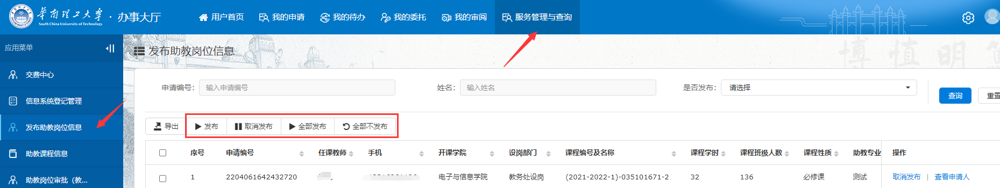 华南理工大学
South China University of Technology
· 办事大厅
用户首页
我的申请
我的待办
我的委托
我的审阅
服务管理与查询
应用菜单
交费中心
信息系统登记管理
发布助教岗位信息
助教课程信息
助教岗位审批（教...
发布助教岗位信息
博慎明
申请编号： 输入申请编号
姓名： 输入姓名
是否发布： 请选择
查询
重置
导出 发布 取消发布 全部发布 全部不发布
序号 申请编号 任课教师 手机 开课学院 设岗部门 课程编号及名称 课程学时 课程班级人数 课程性质 助教专业 操作
1 2204061642432720 电子与信息学院 教务处设岗 (2021-2022-1)-035101671-2 32 136 必修课 测试 取消发布 | 查看申请人